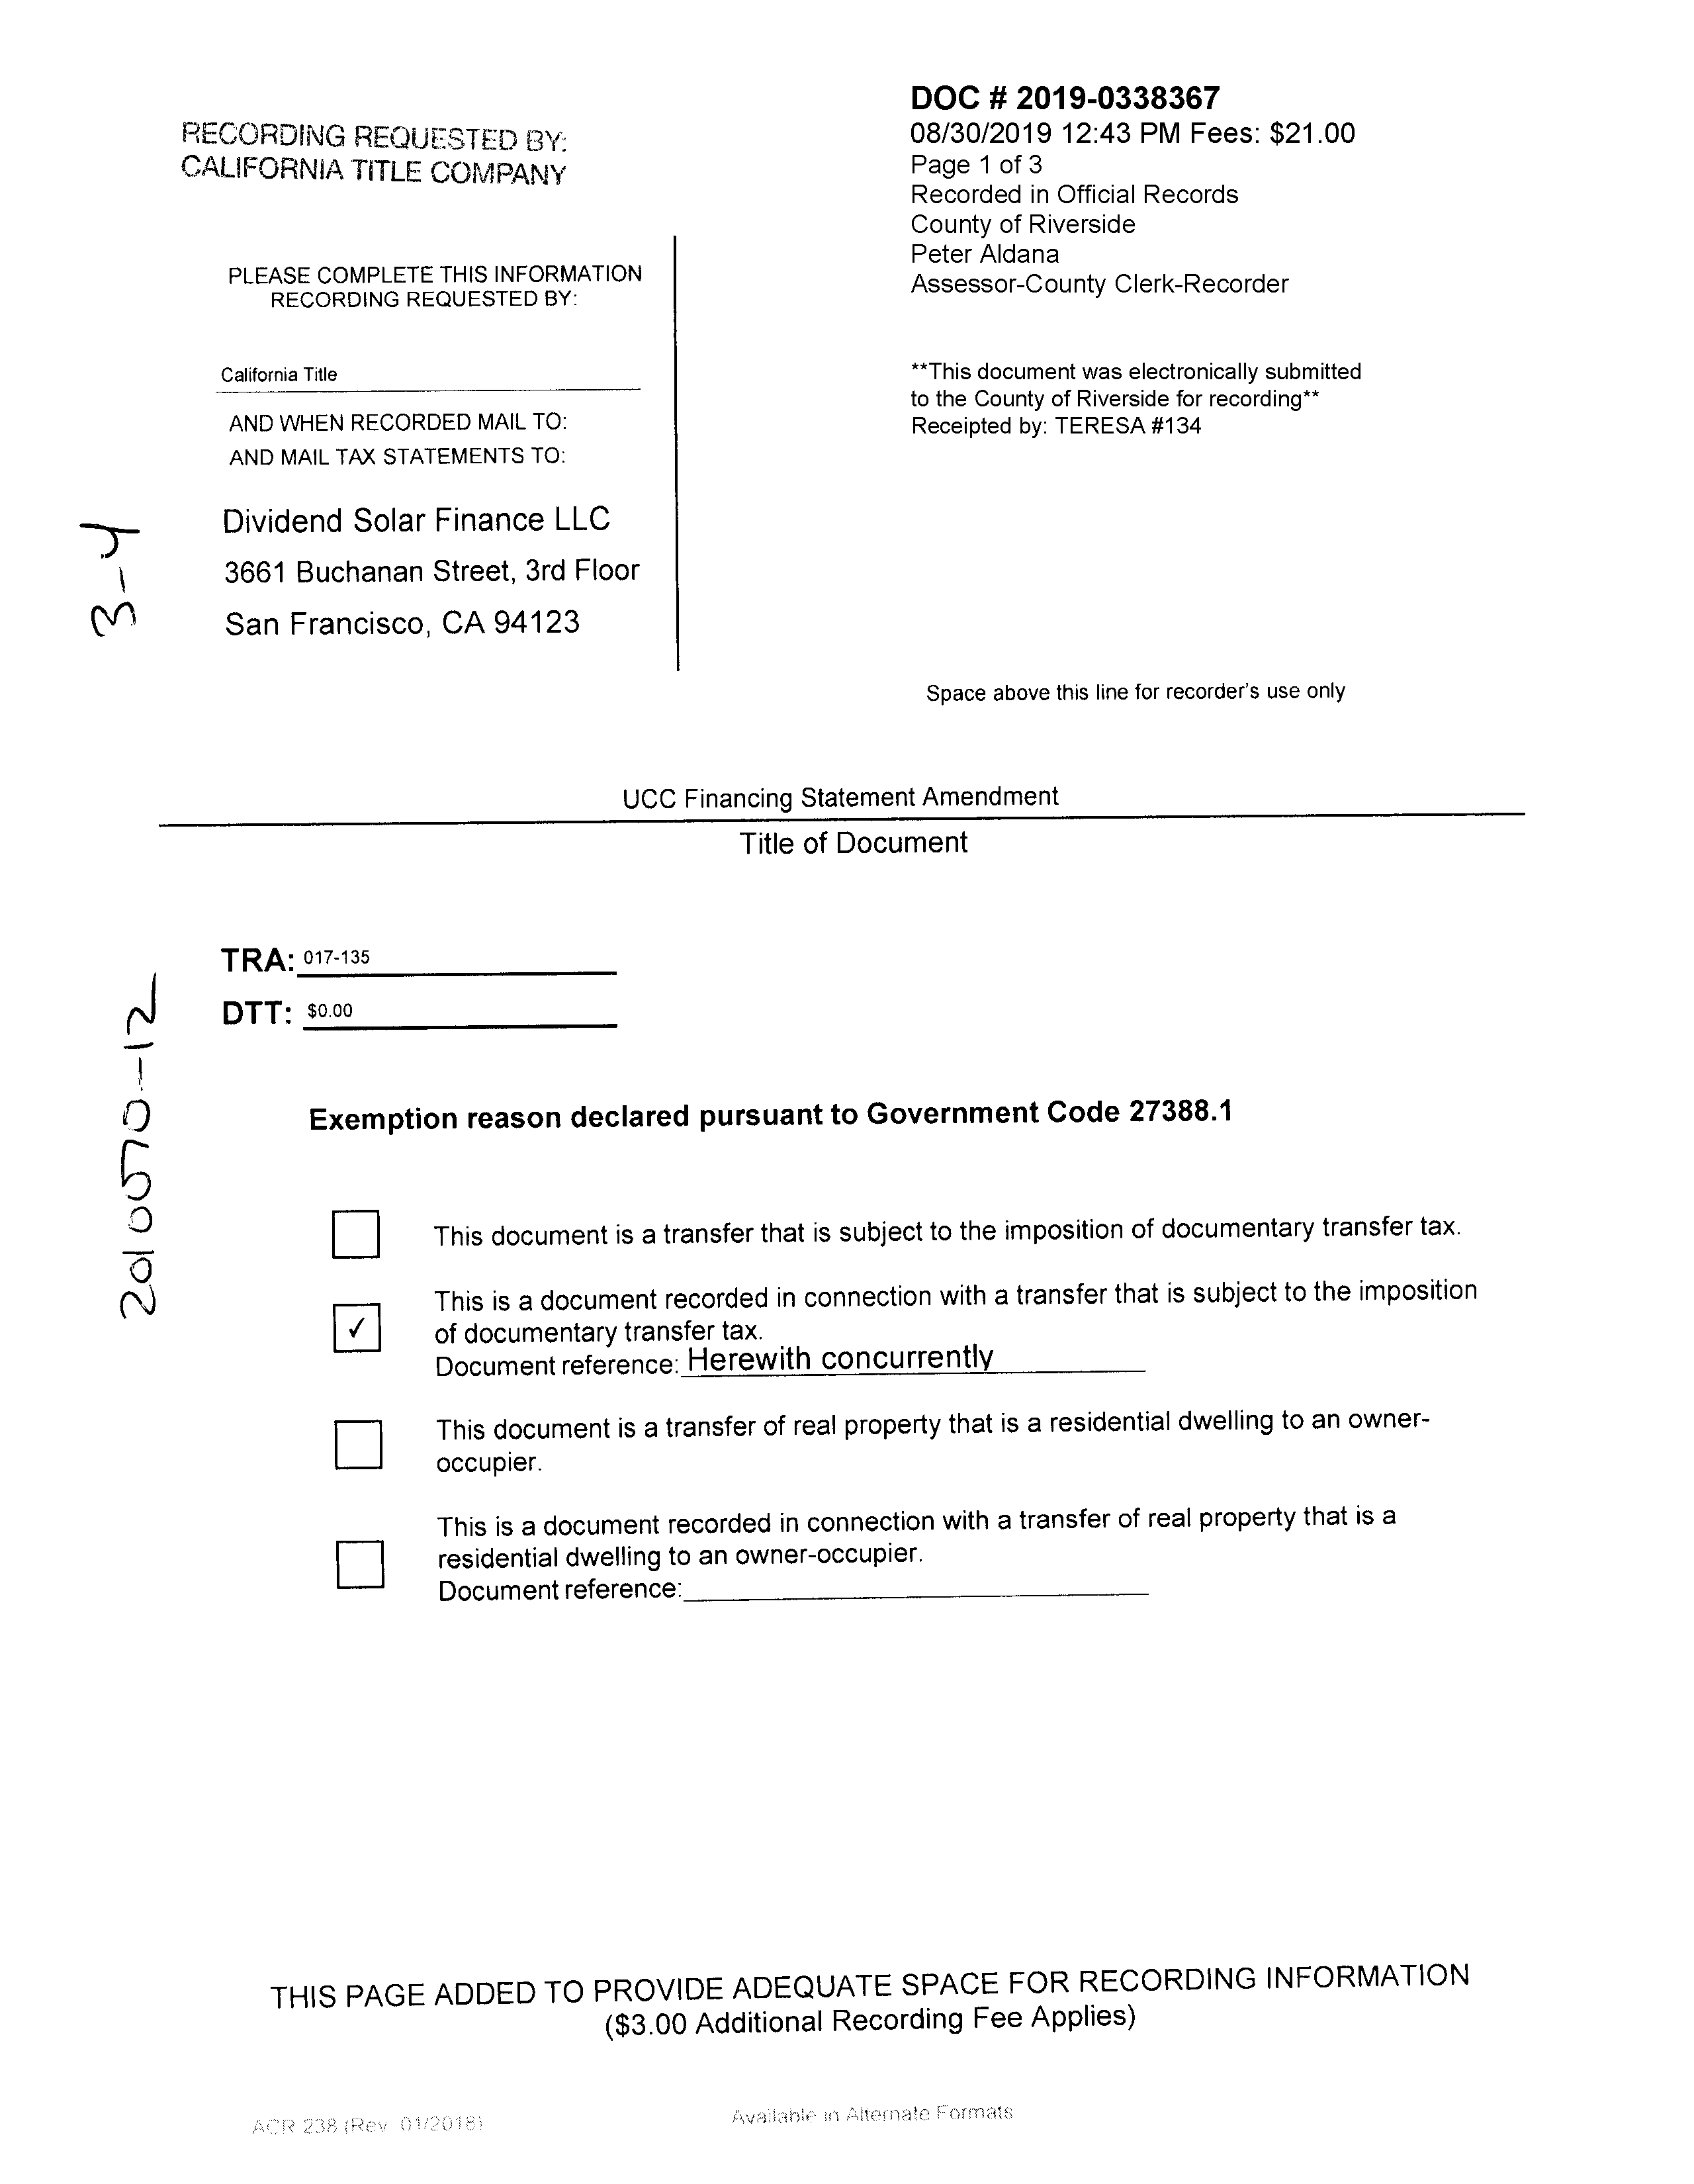 RECORDING REQUESTED BY:
CALIFORNIA TITLE COMPANY
DOC # 2019-0338367
08/30/2019 12:43 PM Fees: $21.00
Page 1 of 3
Recorded in Official Records
County of Riverside
Peter Aldana
Assessor-County Clerk-Recorder
PLEASE COMPLETE THIS INFORMATION
RECORDING REQUESTED BY:
California Title
AND WHEN RECORDED MAIL TO:
AND MAIL TAX STATEMENTS TO:
**This document was electronically submitted
to the County of Riverside for recording**
Receipted by: TERESA #134
Dividend Solar Finance LLC
3661 Buchanan Street, 3rd Floor
San Francisco, CA 94123
3-4
Space above this line for recorder's use only
UCC Financing Statement Amendment
Title of Document
TRA: 017-135
DTT: $0.00
2010570-12
Exemption reason declared pursuant to Government Code 27388.1
This document is a transfer that is subject to the imposition of documentary transfer tax.
✓ This is a document recorded in connection with a transfer that is subject to the imposition
of documentary transfer tax.
Document reference: Herewith concurrently
This document is a transfer of real property that is a residential dwelling to an owner-
occupier.
This is a document recorded in connection with a transfer of real property that is a
residential dwelling to an owner-occupier.
Document reference:
THIS PAGE ADDED TO PROVIDE ADEQUATE SPACE FOR RECORDING INFORMATION
($3.00 Additional Recording Fee Applies)
ACR 238 (Rev. 01/2018)
Available in Alternate Formats